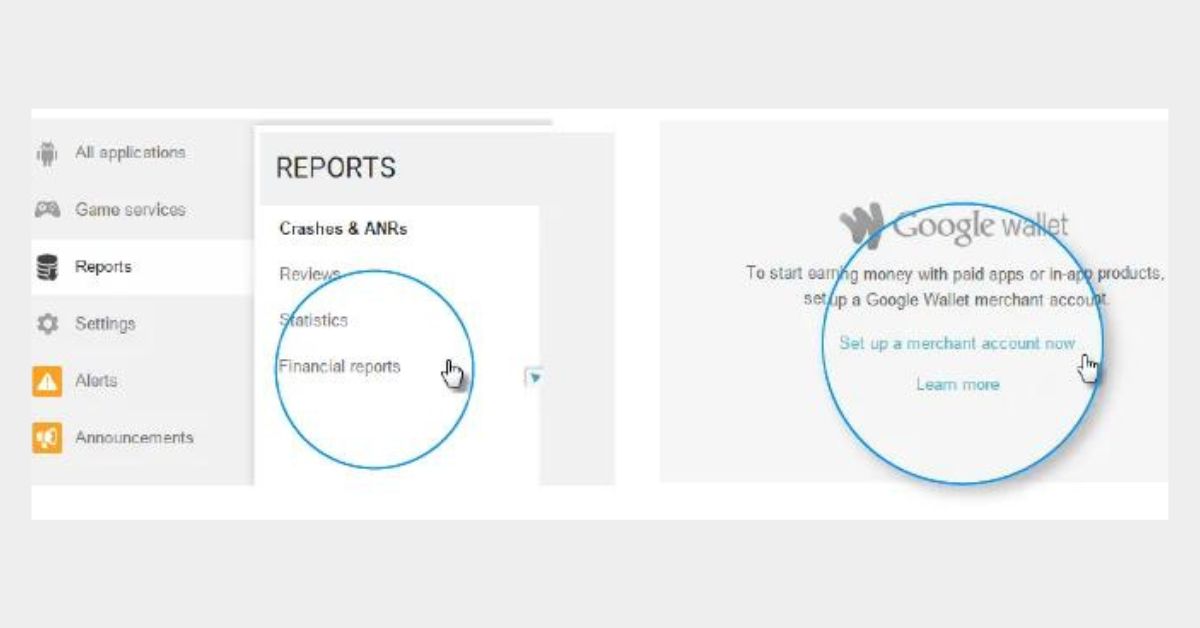 All applications
Game services
Reports
Settings
Alerts
Announcements
REPORTS
Crashes & ANRs
Reviews
Statistics
Financial reports
Google wallet
To start earning money with paid apps or in-app products,
set up a Google Wallet merchant account.
Set up a merchant account now
Learn more